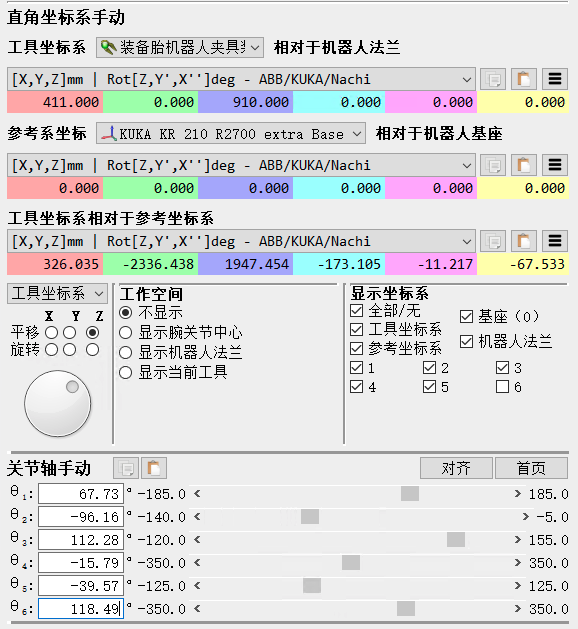 直角坐标系手动
工具坐标系 装备胎机器人夹具 相对于机器人法兰
[X,Y,Z]mm | Rot[Z,Y',X'']deg - ABB/KUKA/Nachi
411.000 0.000 910.000 0.000 0.000 0.000
参考系坐标 KUKA KR 210 R2700 extra Base 相对于机器人基座
[X,Y,Z]mm | Rot[Z,Y',X'']deg - ABB/KUKA/Nachi
0.000 0.000 0.000 0.000 0.000 0.000
工具坐标系相对于参考坐标系
[X,Y,Z]mm | Rot[Z,Y',X'']deg - ABB/KUKA/Nachi
326.035 -2336.438 1947.454 -173.105 -11.217 -67.533
工具坐标系
X Y Z
平移
旋转
工作空间
不显示
显示腕关节中心
显示机器人法兰
显示当前工具
显示坐标系
全部/无 基座（0）
工具坐标系
参考坐标系 机器人法兰
1 2 3
4 5 6
关节轴手动 对齐 首页
θ1: 67.73 ° -185.0 < > 185.0
θ2: -96.16 ° -140.0 < > -5.0
θ3: 112.28 ° -120.0 < > 155.0
θ4: -15.79 ° -350.0 < > 350.0
θ5: -39.57 ° -125.0 < > 125.0
θ6: 118.49 ° -350.0 < > 350.0